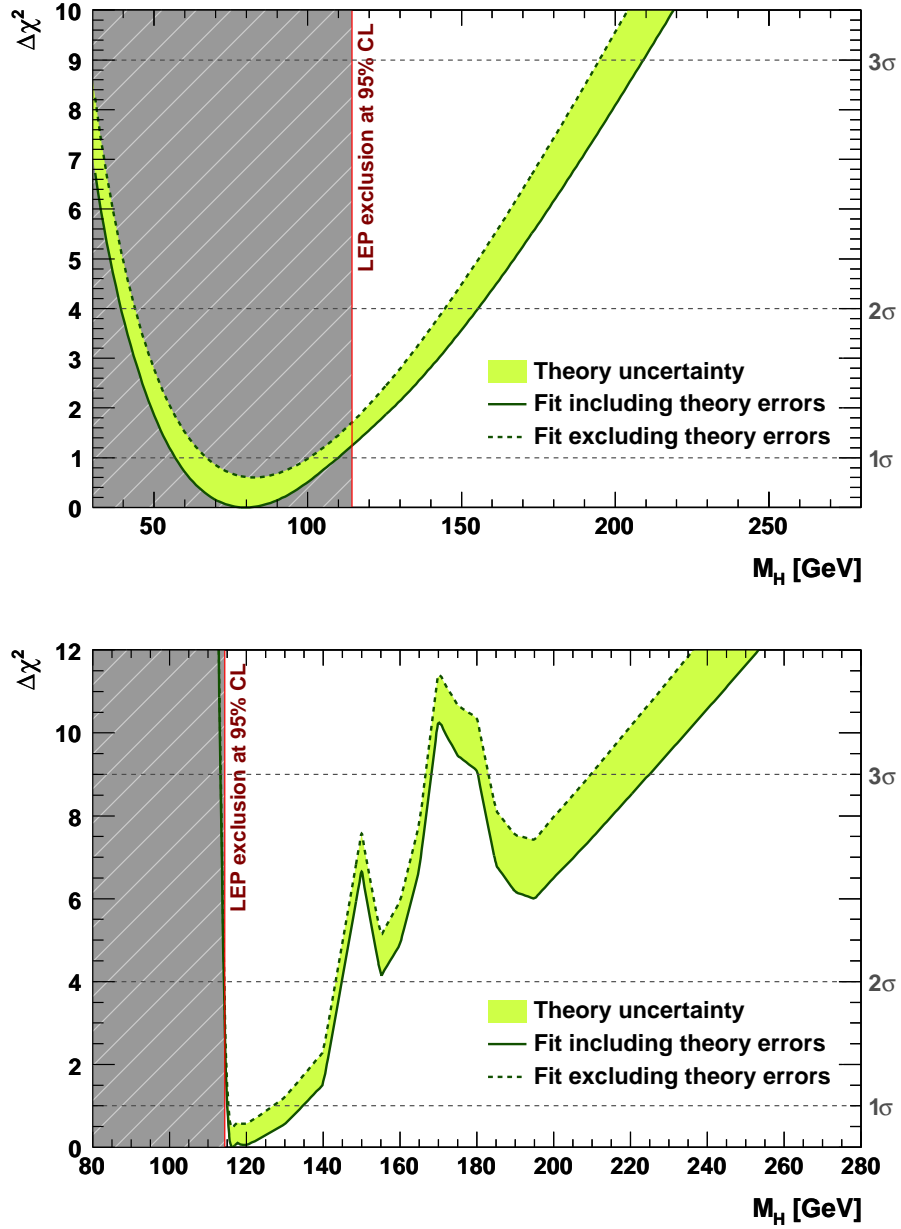 Δχ²
10
9
8
7
6
5
4
3
2
1
0
LEP exclusion at 95% CL
3σ
2σ
1σ
Theory uncertainty
Fit including theory errors
Fit excluding theory errors
50 100 150 200 250
M_H [GeV]
Δχ²
12
10
8
6
4
2
0
LEP exclusion at 95% CL
3σ
2σ
1σ
Theory uncertainty
Fit including theory errors
Fit excluding theory errors
80 100 120 140 160 180 200 220 240 260 280
M_H [GeV]